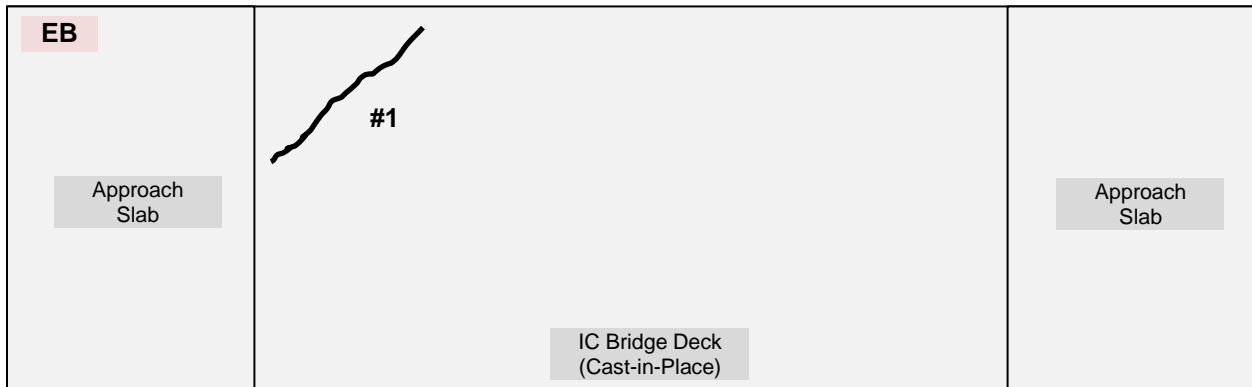 EB
#1
Approach
Slab
Approach
Slab
IC Bridge Deck
(Cast-in-Place)